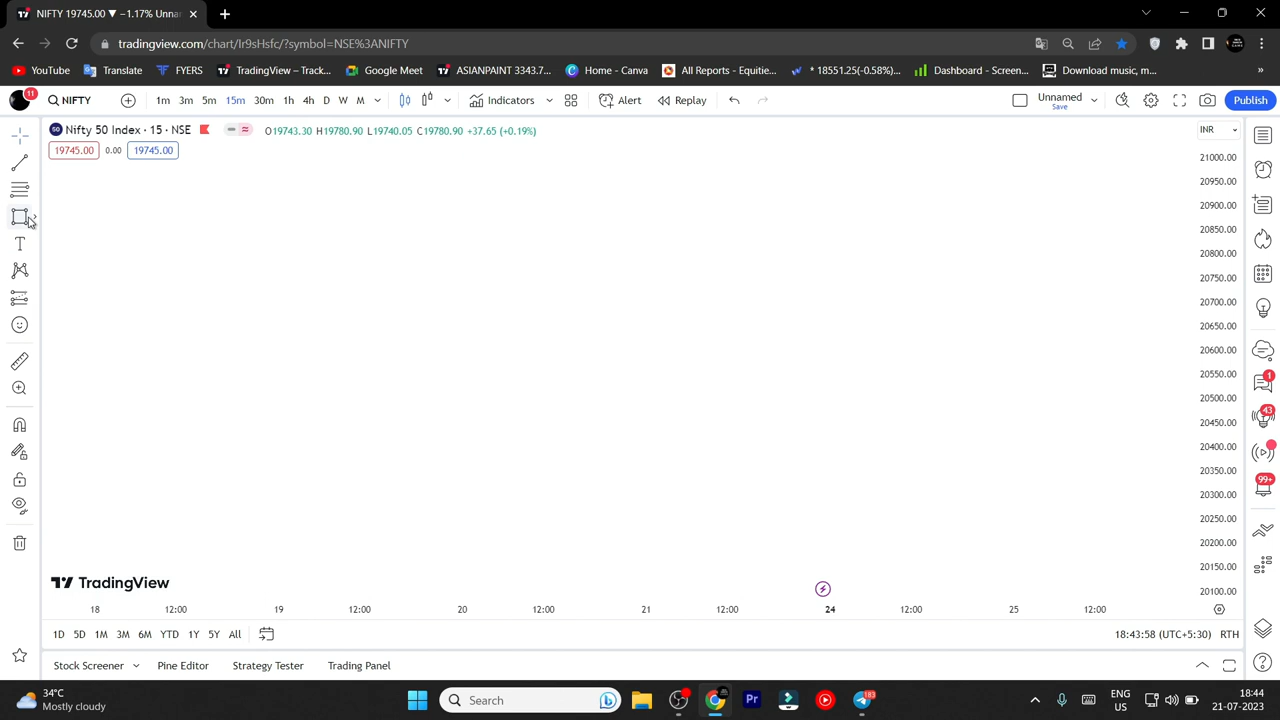 NIFTY 19745.00 ▼ −1.17% Unna
tradingview.com/chart/Ir9sHsfc/?symbol=NSE%3ANIFTY
YouTube Translate FYERS TradingView – Track... Google Meet ASIANPAINT 3343.7... Home - Canva All Reports - Equitie... * 18551.25(-0.58%)... Dashboard - Screen... Download music, m... »
11 NIFTY 1m 3m 5m 15m 30m 1h 4h D W M Indicators Alert Replay Unnamed Save Publish
50 Nifty 50 Index · 15 · NSE O19743.30 H19780.90 L19740.05 C19780.90 +37.65 (+0.19%) INR
19745.00 0.00 19745.00
21000.00
20950.00
20900.00
20850.00
20800.00
20750.00
20700.00
20650.00
20600.00
20550.00
1
20500.00
43
20450.00
20400.00
20350.00
99+
20300.00
20250.00
20200.00
20150.00
TradingView
20100.00
18 12:00 19 12:00 20 12:00 21 12:00 24 12:00 25 12:00
1D 5D 1M 3M 6M YTD 1Y 5Y All 18:43:58 (UTC+5:30) RTH
Stock Screener Pine Editor Strategy Tester Trading Panel
34°C
Mostly cloudy
Search
Pr
183
ENG
US
18:44
21-07-2023